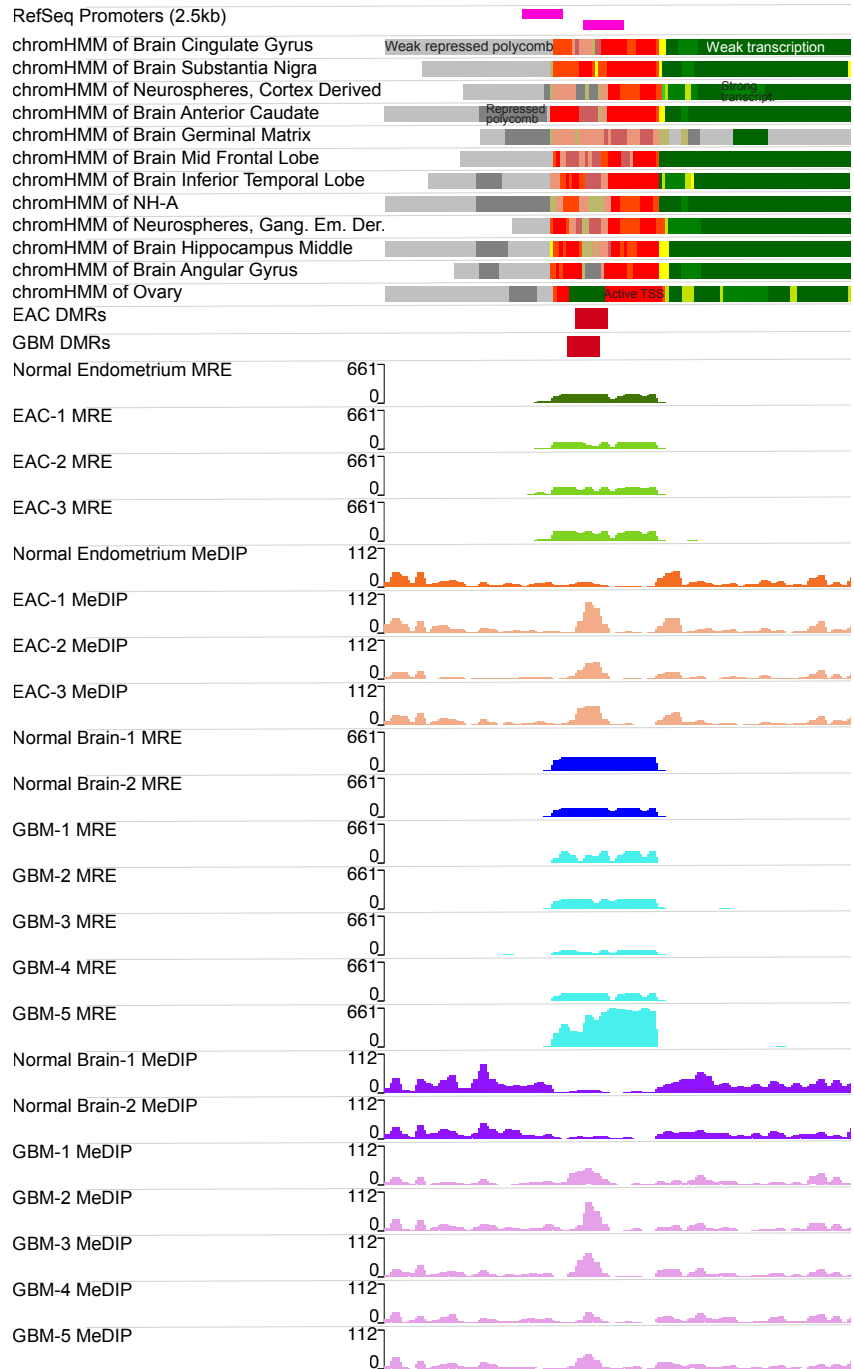 RefSeq Promoters (2.5kb)
chromHMM of Brain Cingulate Gyrus Weak repressed polycomb Weak transcription
chromHMM of Brain Substantia Nigra
chromHMM of Neurospheres, Cortex Derived Strong
transcript.
chromHMM of Brain Anterior Caudate Repressed
polycomb
chromHMM of Brain Germinal Matrix
chromHMM of Brain Mid Frontal Lobe
chromHMM of Brain Inferior Temporal Lobe
chromHMM of NH-A
chromHMM of Neurospheres, Gang. Em. Der.
chromHMM of Brain Hippocampus Middle
chromHMM of Brain Angular Gyrus
chromHMM of Ovary Active TSS
EAC DMRs
GBM DMRs
Normal Endometrium MRE 661
0
EAC-1 MRE 661
0
EAC-2 MRE 661
0
EAC-3 MRE 661
0
Normal Endometrium MeDIP 112
0
EAC-1 MeDIP 112
0
EAC-2 MeDIP 112
0
EAC-3 MeDIP 112
0
Normal Brain-1 MRE 661
0
Normal Brain-2 MRE 661
0
GBM-1 MRE 661
0
GBM-2 MRE 661
0
GBM-3 MRE 661
0
GBM-4 MRE 661
0
GBM-5 MRE 661
0
Normal Brain-1 MeDIP 112
0
Normal Brain-2 MeDIP 112
0
GBM-1 MeDIP 112
0
GBM-2 MeDIP 112
0
GBM-3 MeDIP 112
0
GBM-4 MeDIP 112
0
GBM-5 MeDIP 112
0